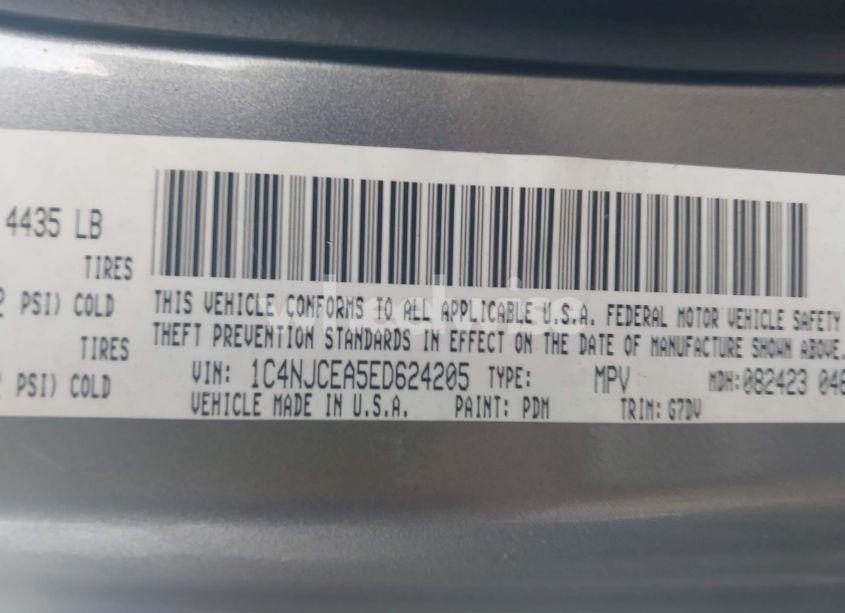 4435 LB
TIRES
PSI) COLD
THIS VEHICLE CONFORMS TO ALL APPLICABLE U.S.A. FEDERAL MOTOR VEHICLE SAFETY
THEFT PREVENTION STANDARDS IN EFFECT ON THE DATE OF MANUFACTURE SHOWN ABOVE.
TIRES
PSI) COLD
VIN: 1C4NJCEA5ED624205 TYPE: MPV MDH:082423
VEHICLE MADE IN U.S.A. PAINT: PDM TRIM: G7DV